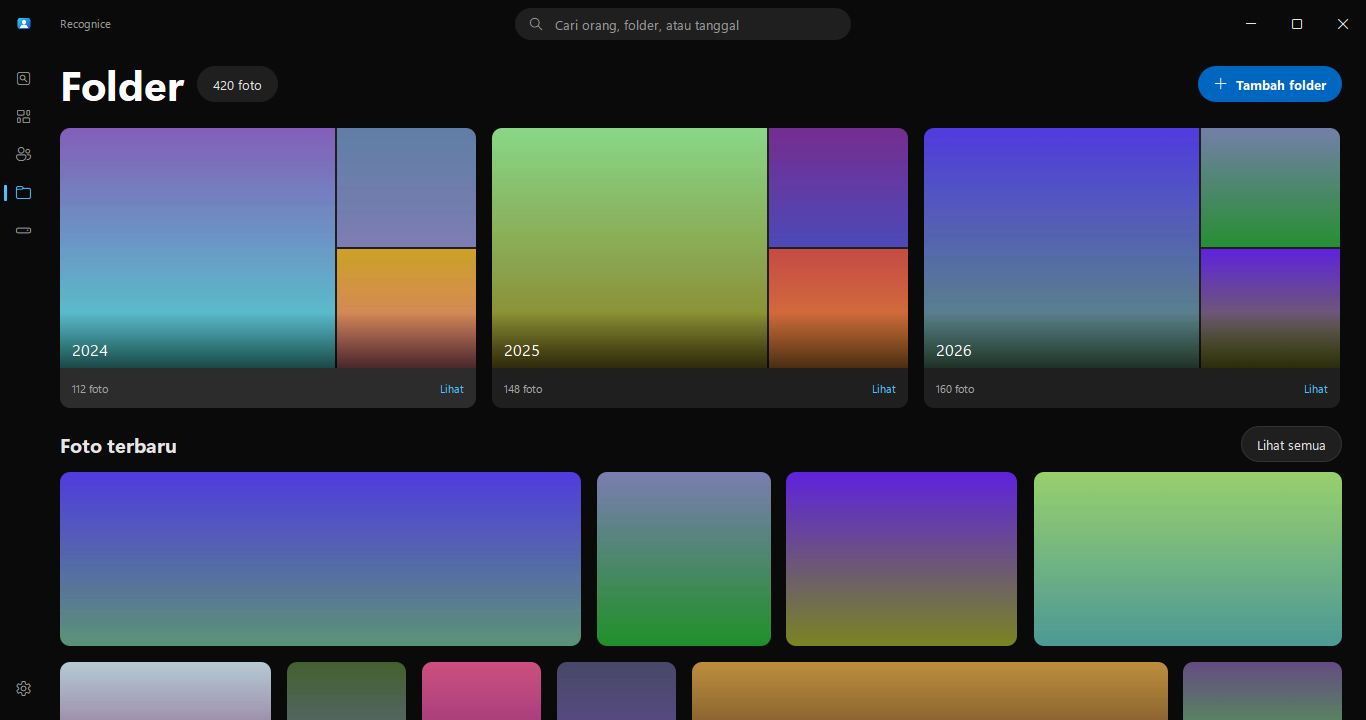 Recognice
Cari orang, folder, atau tanggal
Folder
420 foto
Tambah folder
2024
112 foto
Lihat
2025
148 foto
Lihat
2026
160 foto
Lihat
Foto terbaru
Lihat semua